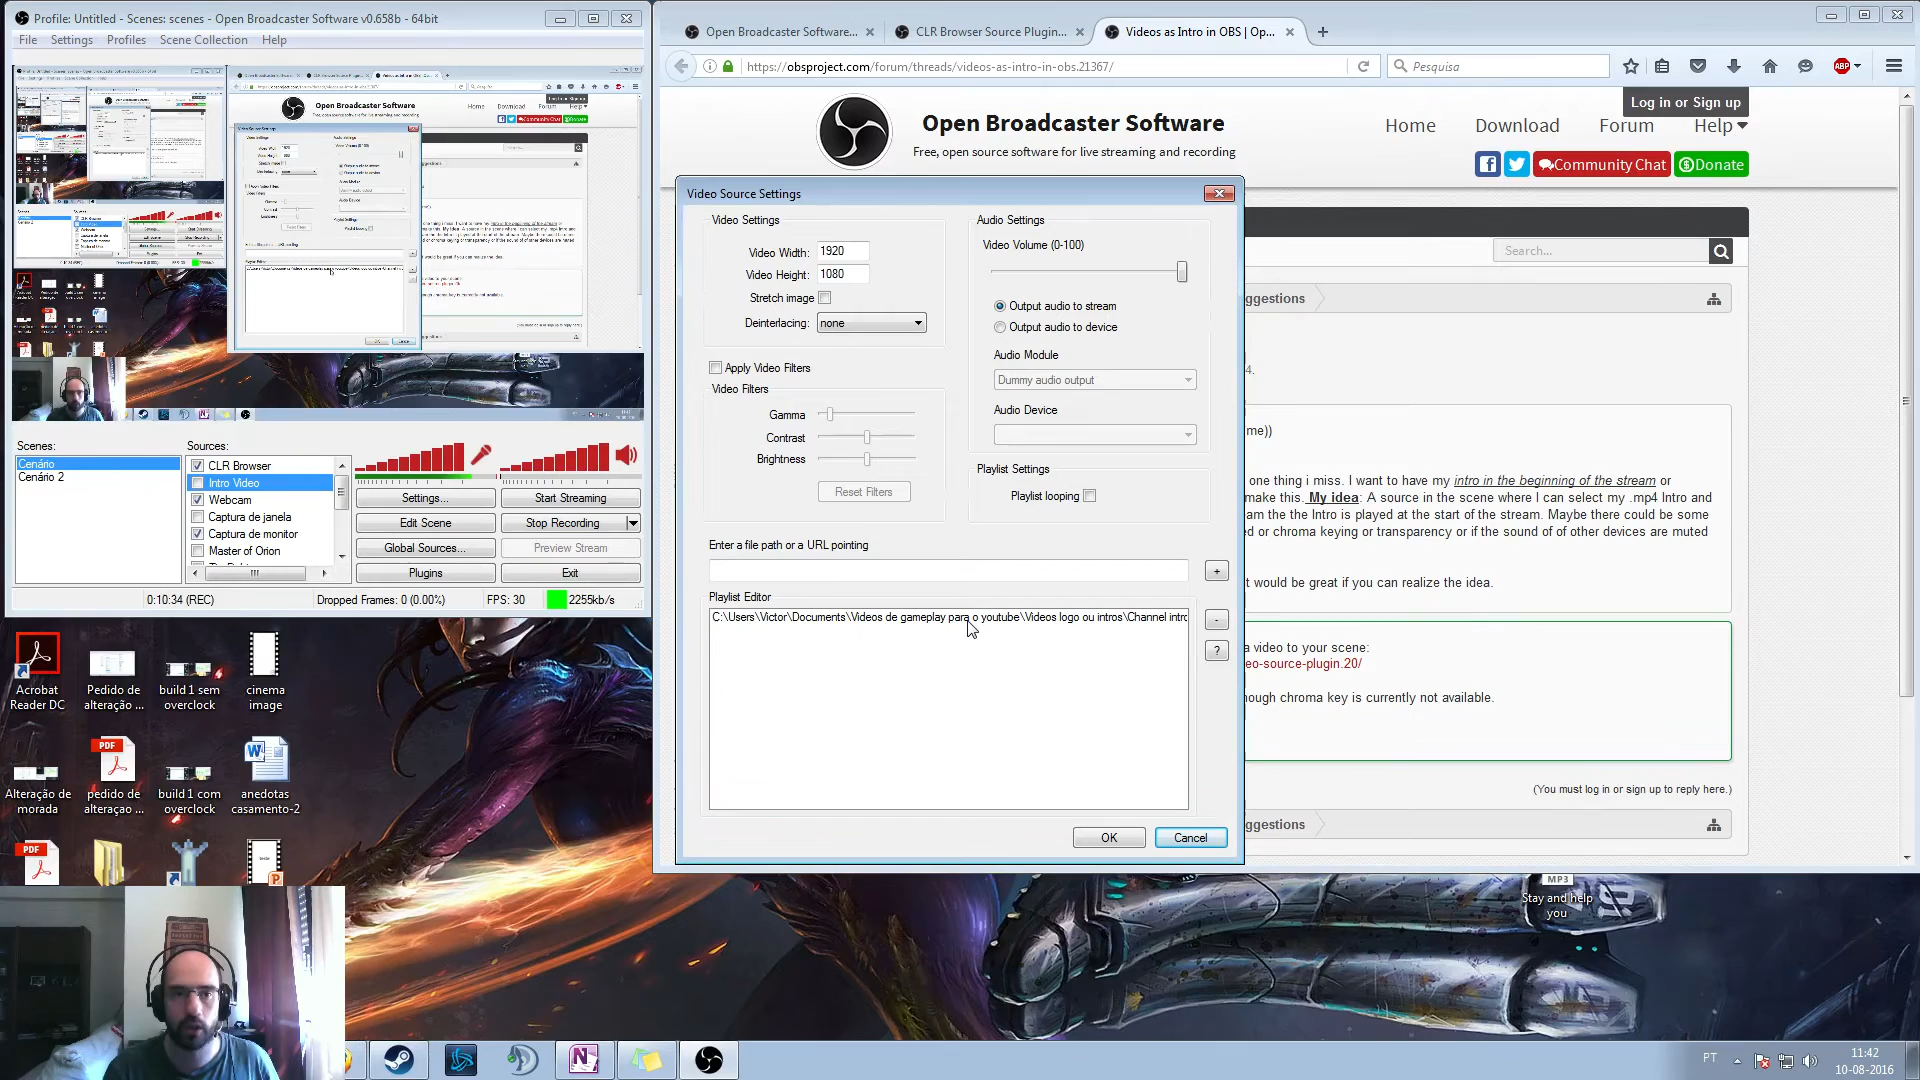 Profile: Untitled - Scenes: scenes - Open Broadcaster Software v0.658b - 64bit
File Settings Profiles Scene Collection Help
Scenes:
Cenário
Cenário 2
Sources:
CLR Browser
Intro Video
Webcam
Captura de janela
Captura de monitor
Master of Orion
Settings...
Start Streaming
Edit Scene
Stop Recording
Global Sources...
Preview Stream
Plugins
Exit
0:10:34 (REC)
Dropped Frames: 0 (0.00%)
FPS: 30
2255kb/s
Open Broadcaster Software...
CLR Browser Source Plugin...
Videos as Intro in OBS | Op...
https://obsproject.com/forum/threads/videos-as-intro-in-obs.21367/
Pesquisa
ABP
Log in or Sign up
Open Broadcaster Software
Free, open source software for live streaming and recording
Home
Download
Forum
Help
Community Chat
Donate
Search...
ggestions
4.
me))
one thing i miss. I want to have my intro in the beginning of the stream or
make this. My idea: A source in the scene where I can select my .mp4 Intro and
am the the Intro is played at the start of the stream. Maybe there could be some
d or chroma keying or transparency or if the sound of of other devices are muted
t would be great if you can realize the idea.
a video to your scene:
eo-source-plugin.20/
hough chroma key is currently not available.
(You must log in or sign up to reply here.)
ggestions
Video Source Settings
Video Settings
Video Width: 1920
Video Height: 1080
Stretch image
Deinterlacing: none
Apply Video Filters
Video Filters
Gamma
Contrast
Brightness
Reset Filters
Audio Settings
Video Volume (0-100)
Output audio to stream
Output audio to device
Audio Module
Dummy audio output
Audio Device
Playlist Settings
Playlist looping
Enter a file path or a URL pointing
+
Playlist Editor
C:\Users\Victor\Documents\Videos de gameplay para o youtube\Videos logo ou intros\Channel intro
-
?
OK
Cancel
Acrobat
Reader DC
Pedido de
alteração ...
build 1 sem
overclock
cinema
image
PDF
Alteração de
morada
pedido de
alteraçao ...
build 1 com
overclock
anedotas
casamento-2
PDF
MP3
Stay and help
you
PT
11:42
10-08-2016